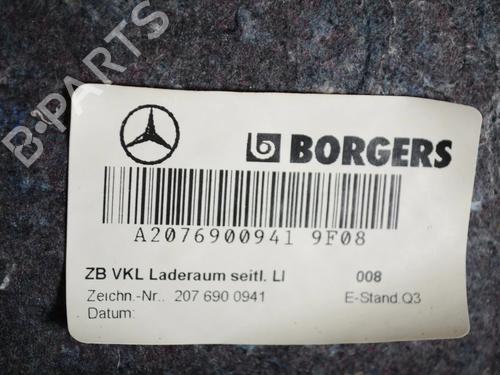 B-PARTS
BORGERS
A2076900941 9F08
ZB VKL Laderaum seitl. LI 008
Zeichn.-Nr.. 207 690 0941 E-Stand.Q3
Datum: